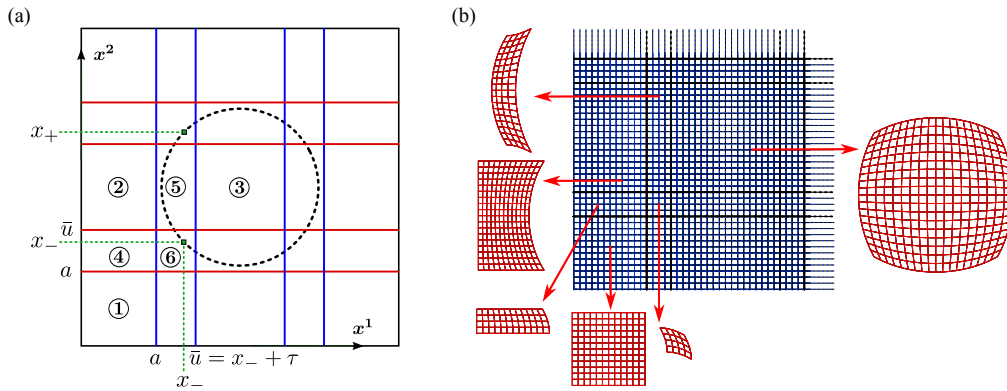 (a)
(b)
x²
x₊
② ⑤ ③
ū
x₋
④ ⑥
a
①
x¹
a ū = x₋ + τ
x₋